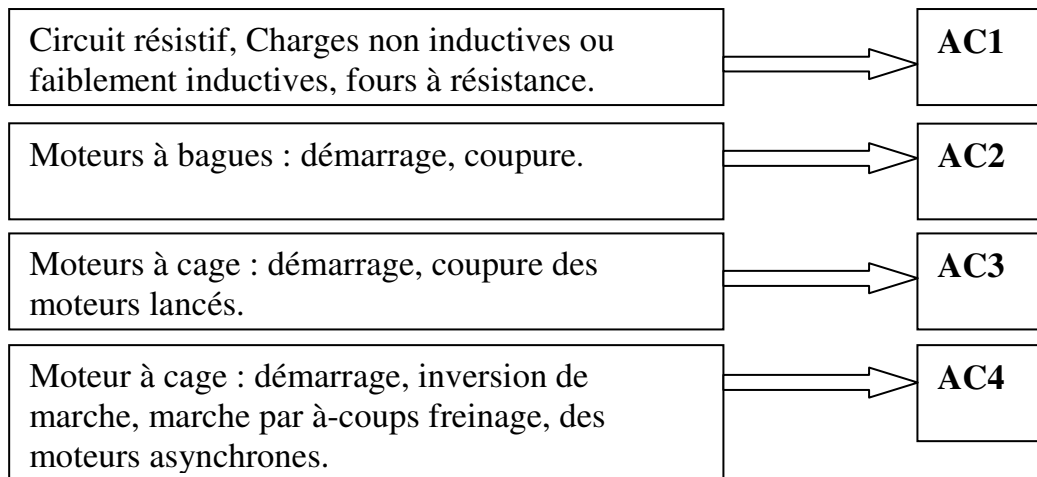 Circuit résistif, Charges non inductives ou
faiblement inductives, fours à résistance.
AC1
Moteurs à bagues : démarrage, coupure.
AC2
Moteurs à cage : démarrage, coupure des
moteurs lancés.
AC3
Moteur à cage : démarrage, inversion de
marche, marche par à-coups freinage, des
moteurs asynchrones.
AC4